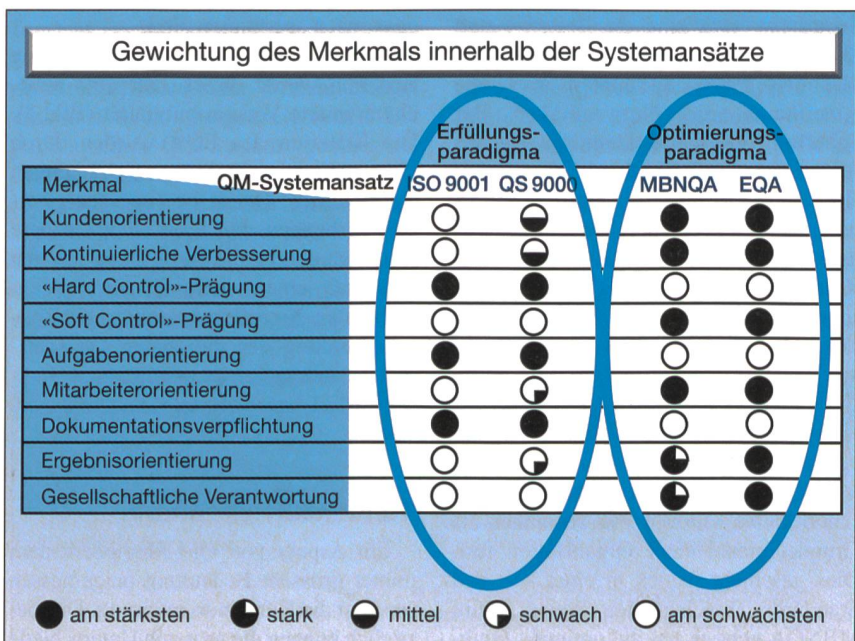 Gewichtung des Merkmals innerhalb der Systemansätze
Erfüllungs-
paradigma
Optimierungs-
paradigma
Merkmal QM-Systemansatz ISO 9001 QS 9000 MBNQA EQA
Kundenorientierung
Kontinuierliche Verbesserung
«Hard Control»-Prägung
«Soft Control»-Prägung
Aufgabenorientierung
Mitarbeiterorientierung
Dokumentationsverpflichtung
Ergebnisorientierung
Gesellschaftliche Verantwortung
am stärksten stark mittel schwach am schwächsten